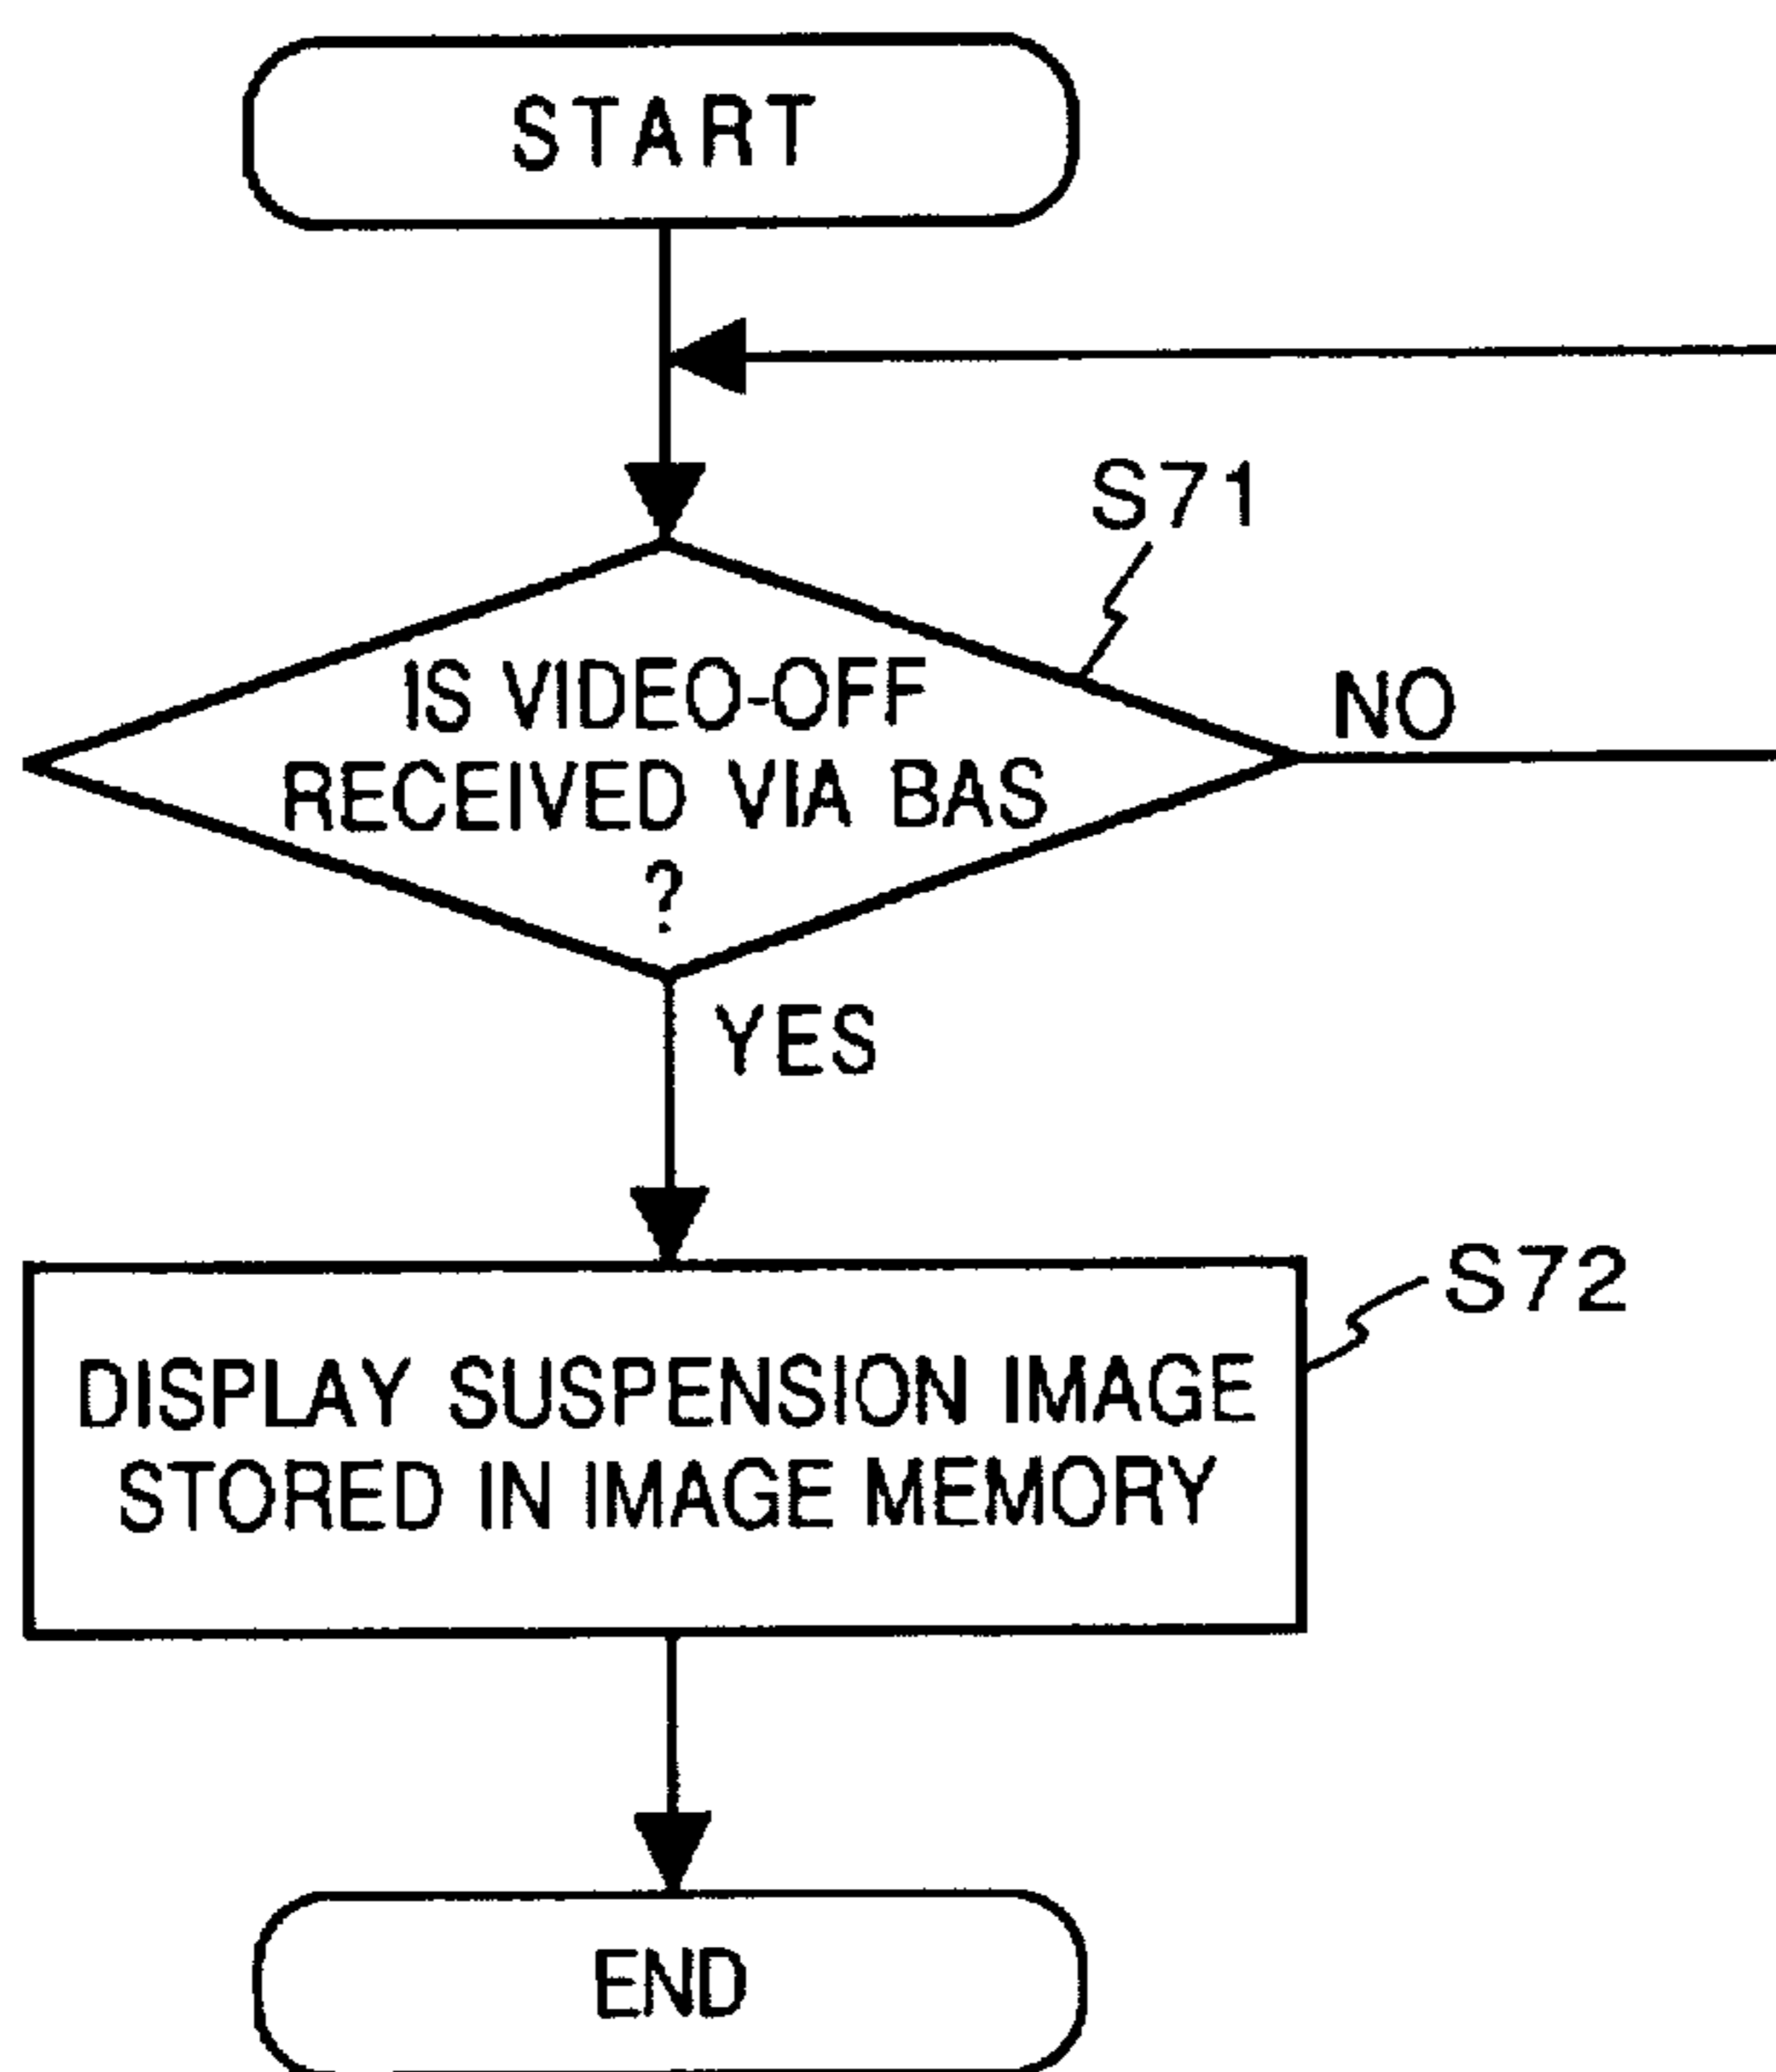 START
S71
IS VIDEO-OFF
RECEIVED VIA BAS
?
NO
YES
S72
DISPLAY SUSPENSION IMAGE
STORED IN IMAGE MEMORY
END